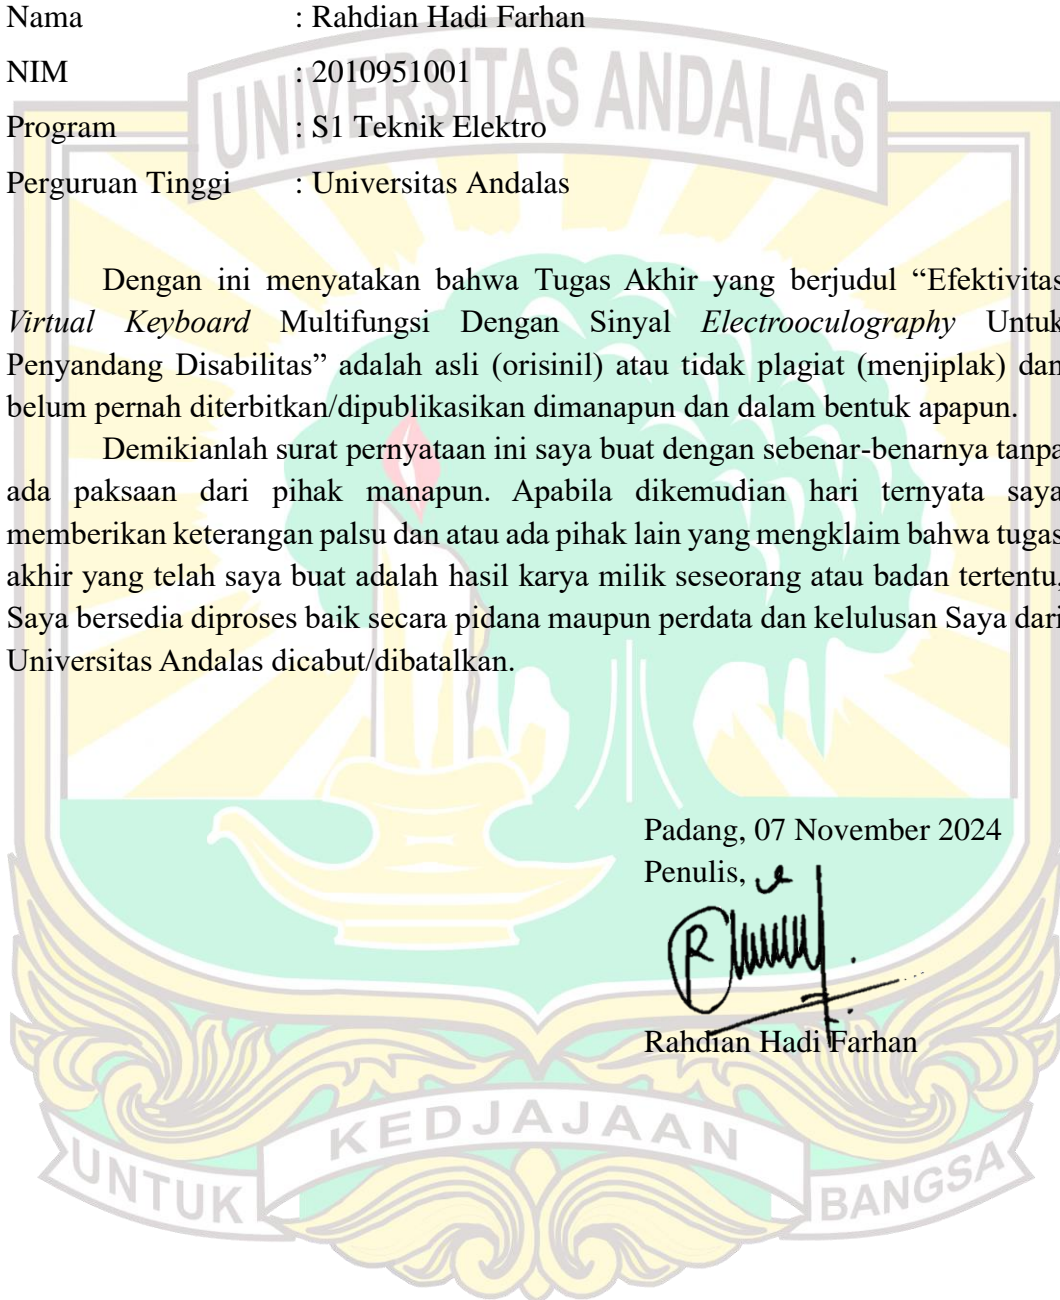 Nama : Rahdian Hadi Farhan
NIM : 2010951001
Program : S1 Teknik Elektro
Perguruan Tinggi : Universitas Andalas
UNIVERSITAS ANDALAS
Dengan ini menyatakan bahwa Tugas Akhir yang berjudul “Efektivitas
Virtual Keyboard Multifungsi Dengan Sinyal Electrooculography Untuk
Penyandang Disabilitas” adalah asli (orisinil) atau tidak plagiat (menjiplak) dan
belum pernah diterbitkan/dipublikasikan dimanapun dan dalam bentuk apapun.
Demikianlah surat pernyataan ini saya buat dengan sebenar-benarnya tanpa
ada paksaan dari pihak manapun. Apabila dikemudian hari ternyata saya
memberikan keterangan palsu dan atau ada pihak lain yang mengklaim bahwa tugas
akhir yang telah saya buat adalah hasil karya milik seseorang atau badan tertentu,
Saya bersedia diproses baik secara pidana maupun perdata dan kelulusan Saya dari
Universitas Andalas dicabut/dibatalkan.
Padang, 07 November 2024
Penulis,
Rahdian Hadi Farhan
UNTUK KEDJAJAAN BANGSA